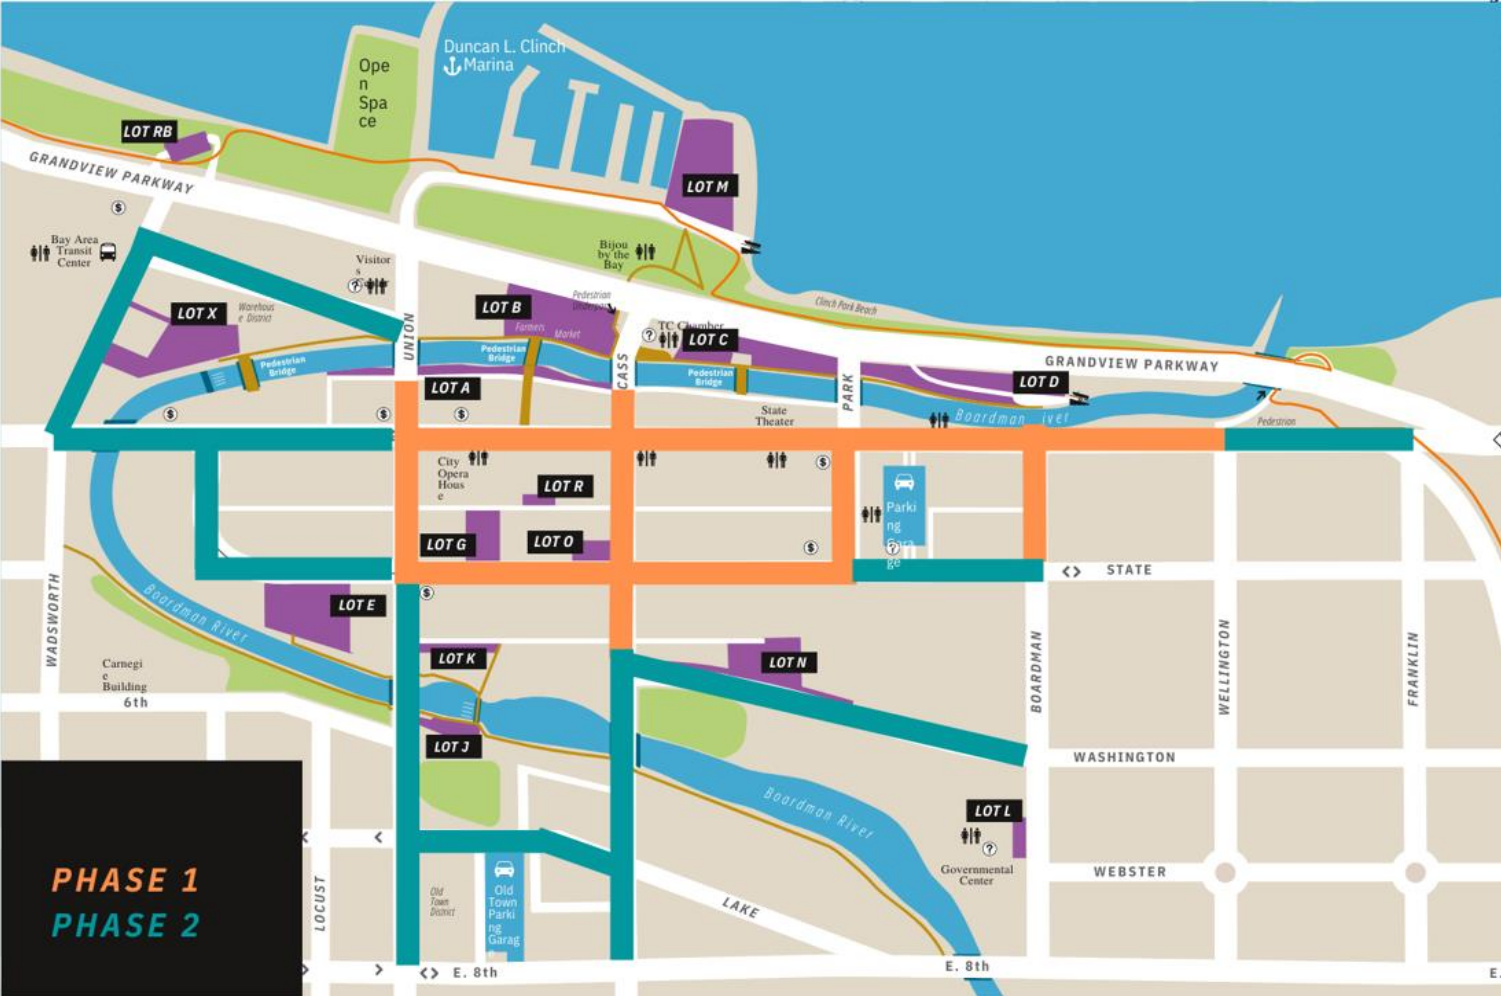 Duncan L. Clinch
Marina
Ope
n
Spa
ce
LOT RB
GRANDVIEW PARKWAY
LOT M
$
Bay Area
Transit
Center
Visitor
s
?
Bijou
by the
Bay
Pedestrian
LOT X
Warehous
e District
LOT B
Farmers Market
Clinch Park Beach
UNION
CASS
PARK
?
TC Chamber
LOT C
GRANDVIEW PARKWAY
Pedestrian
Bridge
Pedestrian
Bridge
Pedestrian
Bridge
LOT A
LOT D
$
$
$
State
Theater
Boardman iver
Pedestrian
City
Opera
Hous
e
$
LOT R
LOT G
LOT O
$
Parki
ng
Gara
ge
?
<> STATE
WADSWORTH
Boardman River
LOT E
$
LOT K
LOT N
BOARDMAN
WELLINGTON
FRANKLIN
Carnegi
e
Building
6th
LOT J
WASHINGTON
Boardman River
LOT L
?
Governmental
Center
WEBSTER
PHASE 1
PHASE 2
LOCUST
Old
Town
District
Old
Town
Parki
ng
Garag
LAKE
<> E. 8th
E. 8th
E.